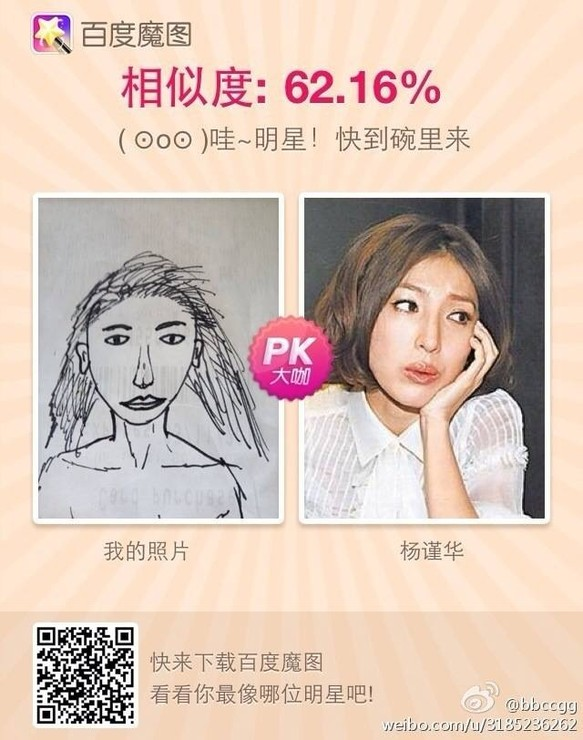 百度魔图
相似度: 62.16%
( ⊙o⊙ )哇~明星！快到碗里来
PK
大咖
我的照片
杨谨华
快来下载百度魔图
看看你最像哪位明星吧!
@bbccgg
weibo.com/u/3185236262